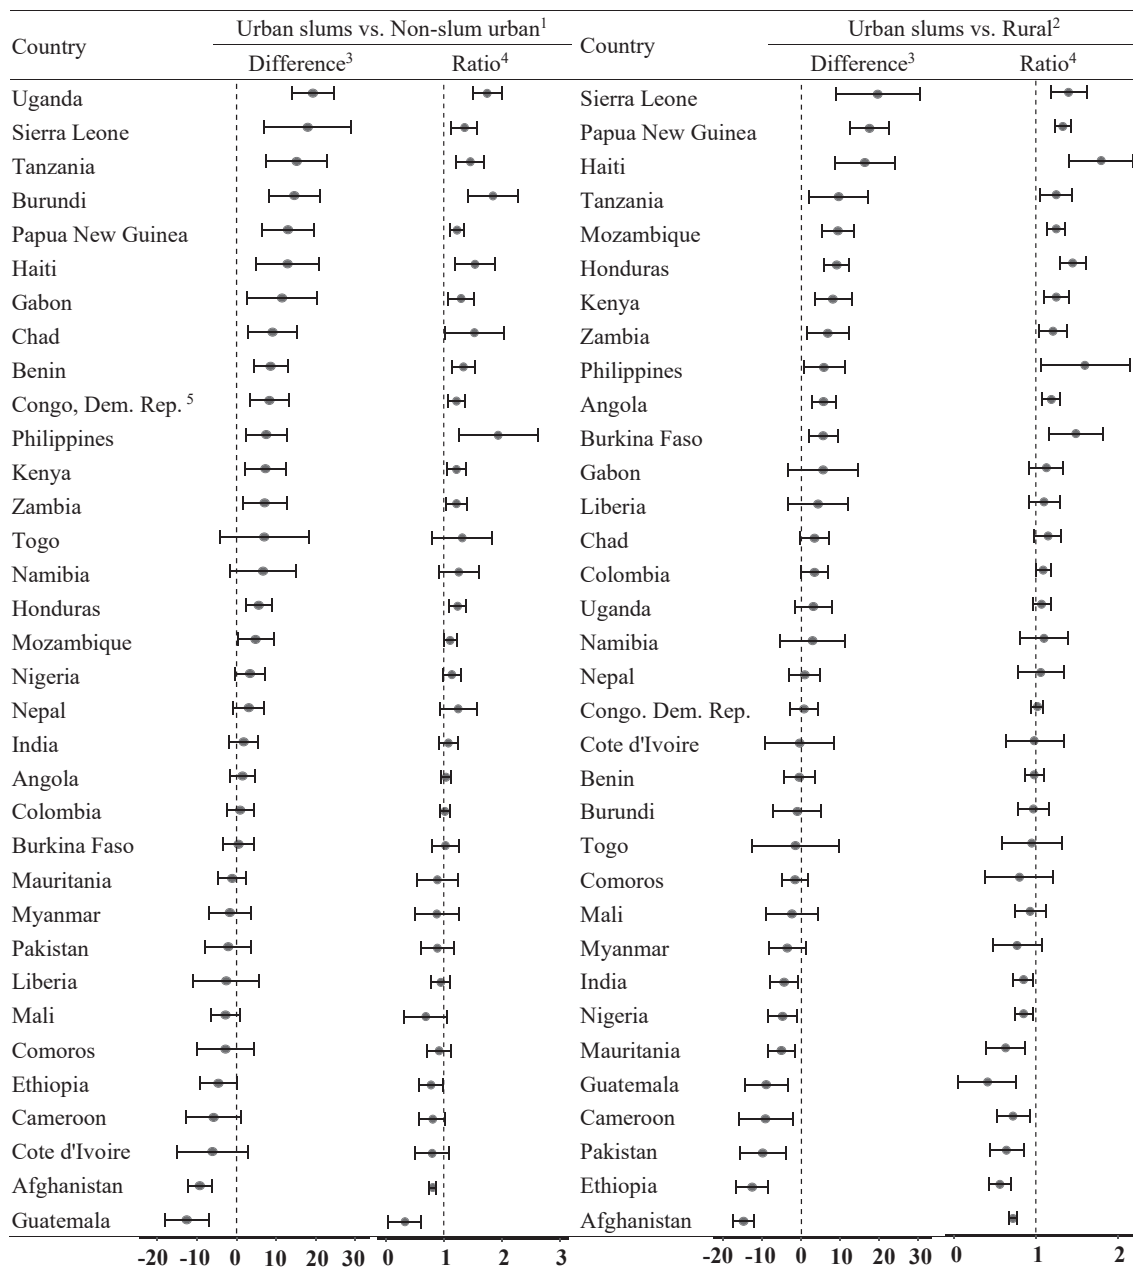 Country Urban slums vs. Non-slum urban1 Country Urban slums vs. Rural2
Difference3 Ratio4 Difference3 Ratio4
Uganda Sierra Leone
Sierra Leone Papua New Guinea
Tanzania Haiti
Burundi Tanzania
Papua New Guinea Mozambique
Haiti Honduras
Gabon Kenya
Chad Zambia
Benin Philippines
Congo, Dem. Rep. 5 Angola
Philippines Burkina Faso
Kenya Gabon
Zambia Liberia
Togo Chad
Namibia Colombia
Honduras Uganda
Mozambique Namibia
Nigeria Nepal
Nepal Congo. Dem. Rep.
India Cote d'Ivoire
Angola Benin
Colombia Burundi
Burkina Faso Togo
Mauritania Comoros
Myanmar Mali
Pakistan Myanmar
Liberia India
Mali Nigeria
Comoros Mauritania
Ethiopia Guatemala
Cameroon Cameroon
Cote d'Ivoire Pakistan
Afghanistan Ethiopia
Guatemala Afghanistan
-20 -10 0 10 20 30 0 1 2 3 -20 -10 0 10 20 30 0 1 2